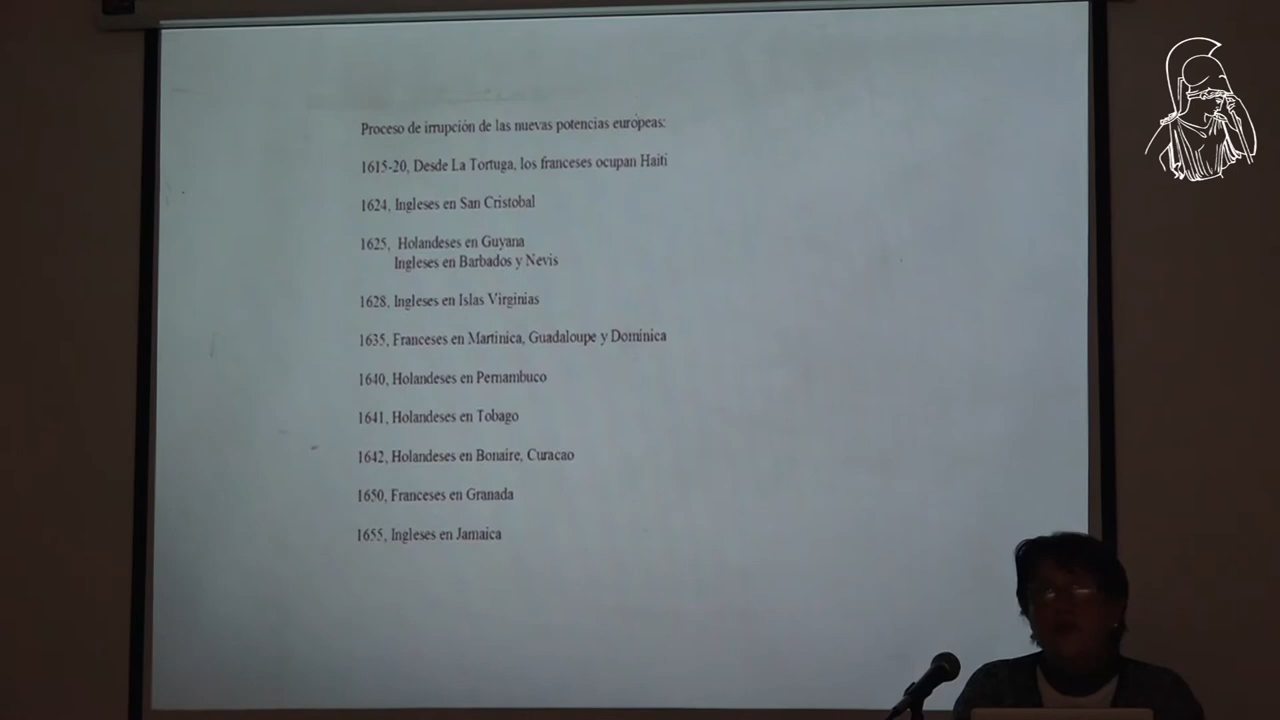 Proceso de irrupción de las nuevas potencias europeas:
1615-20, Desde La Tortuga, los franceses ocupan Haiti
1624, Ingleses en San Cristobal
1625, Holandeses en Guyana
Ingleses en Barbados y Nevis
1628, Ingleses en Islas Virginias
1635, Franceses en Martinica, Guadaloupe y Dominica
1640, Holandeses en Pernambuco
1641, Holandeses en Tobago
1642, Holandeses en Bonaire, Curacao
1650, Franceses en Granada
1655, Ingleses en Jamaica